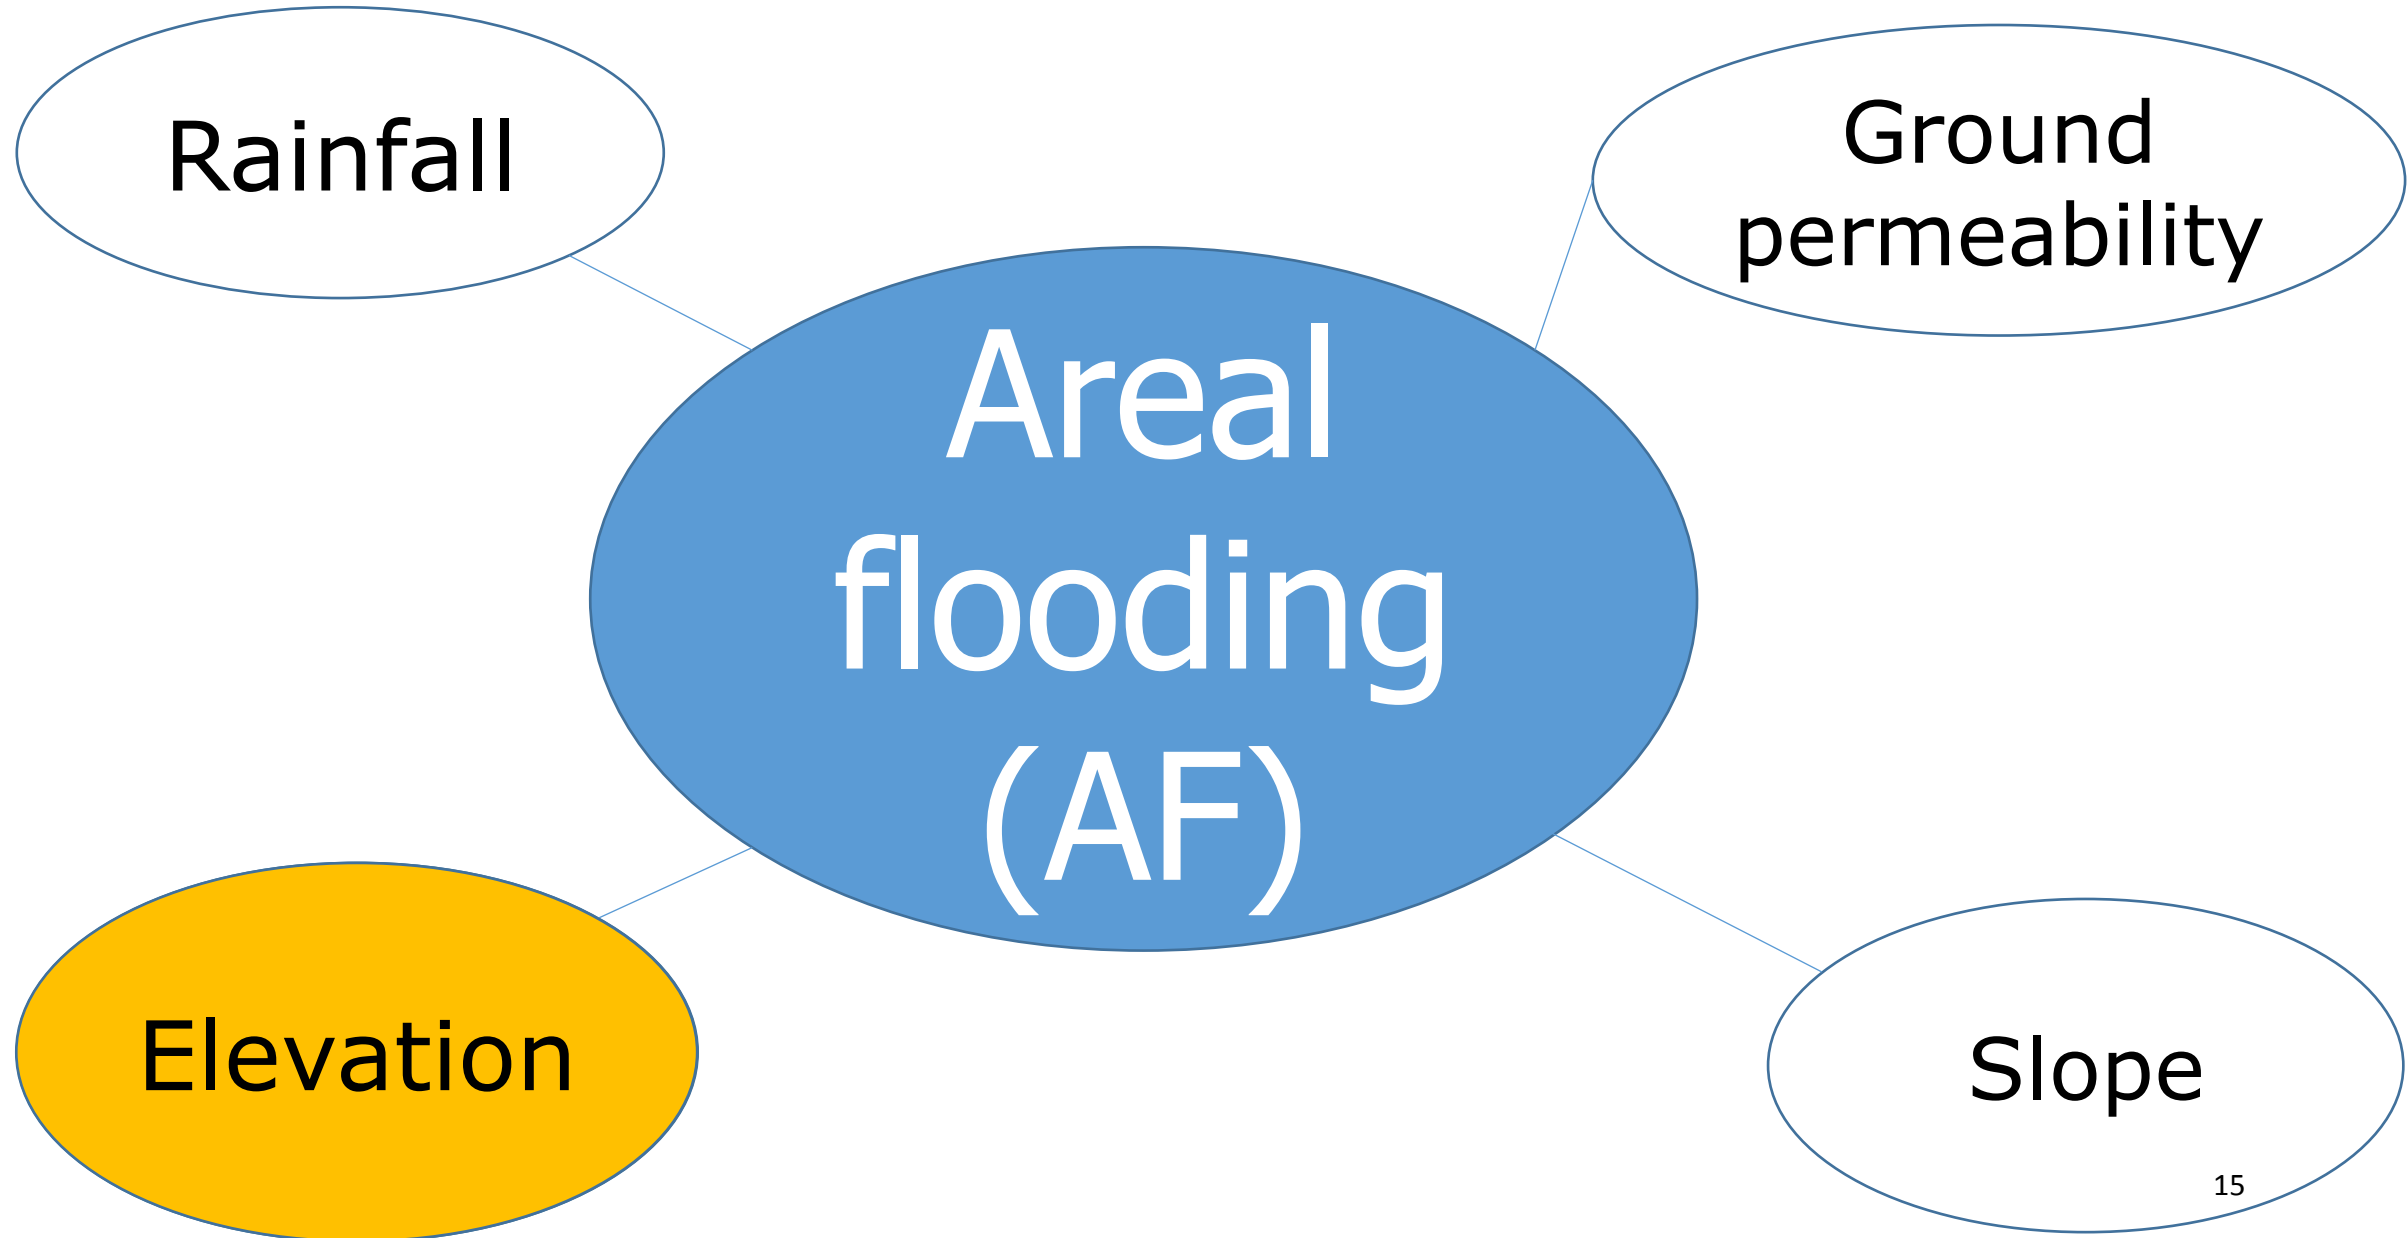 Rainfall
Ground
permeability
Areal
flooding
(AF)
Elevation
Slope
15